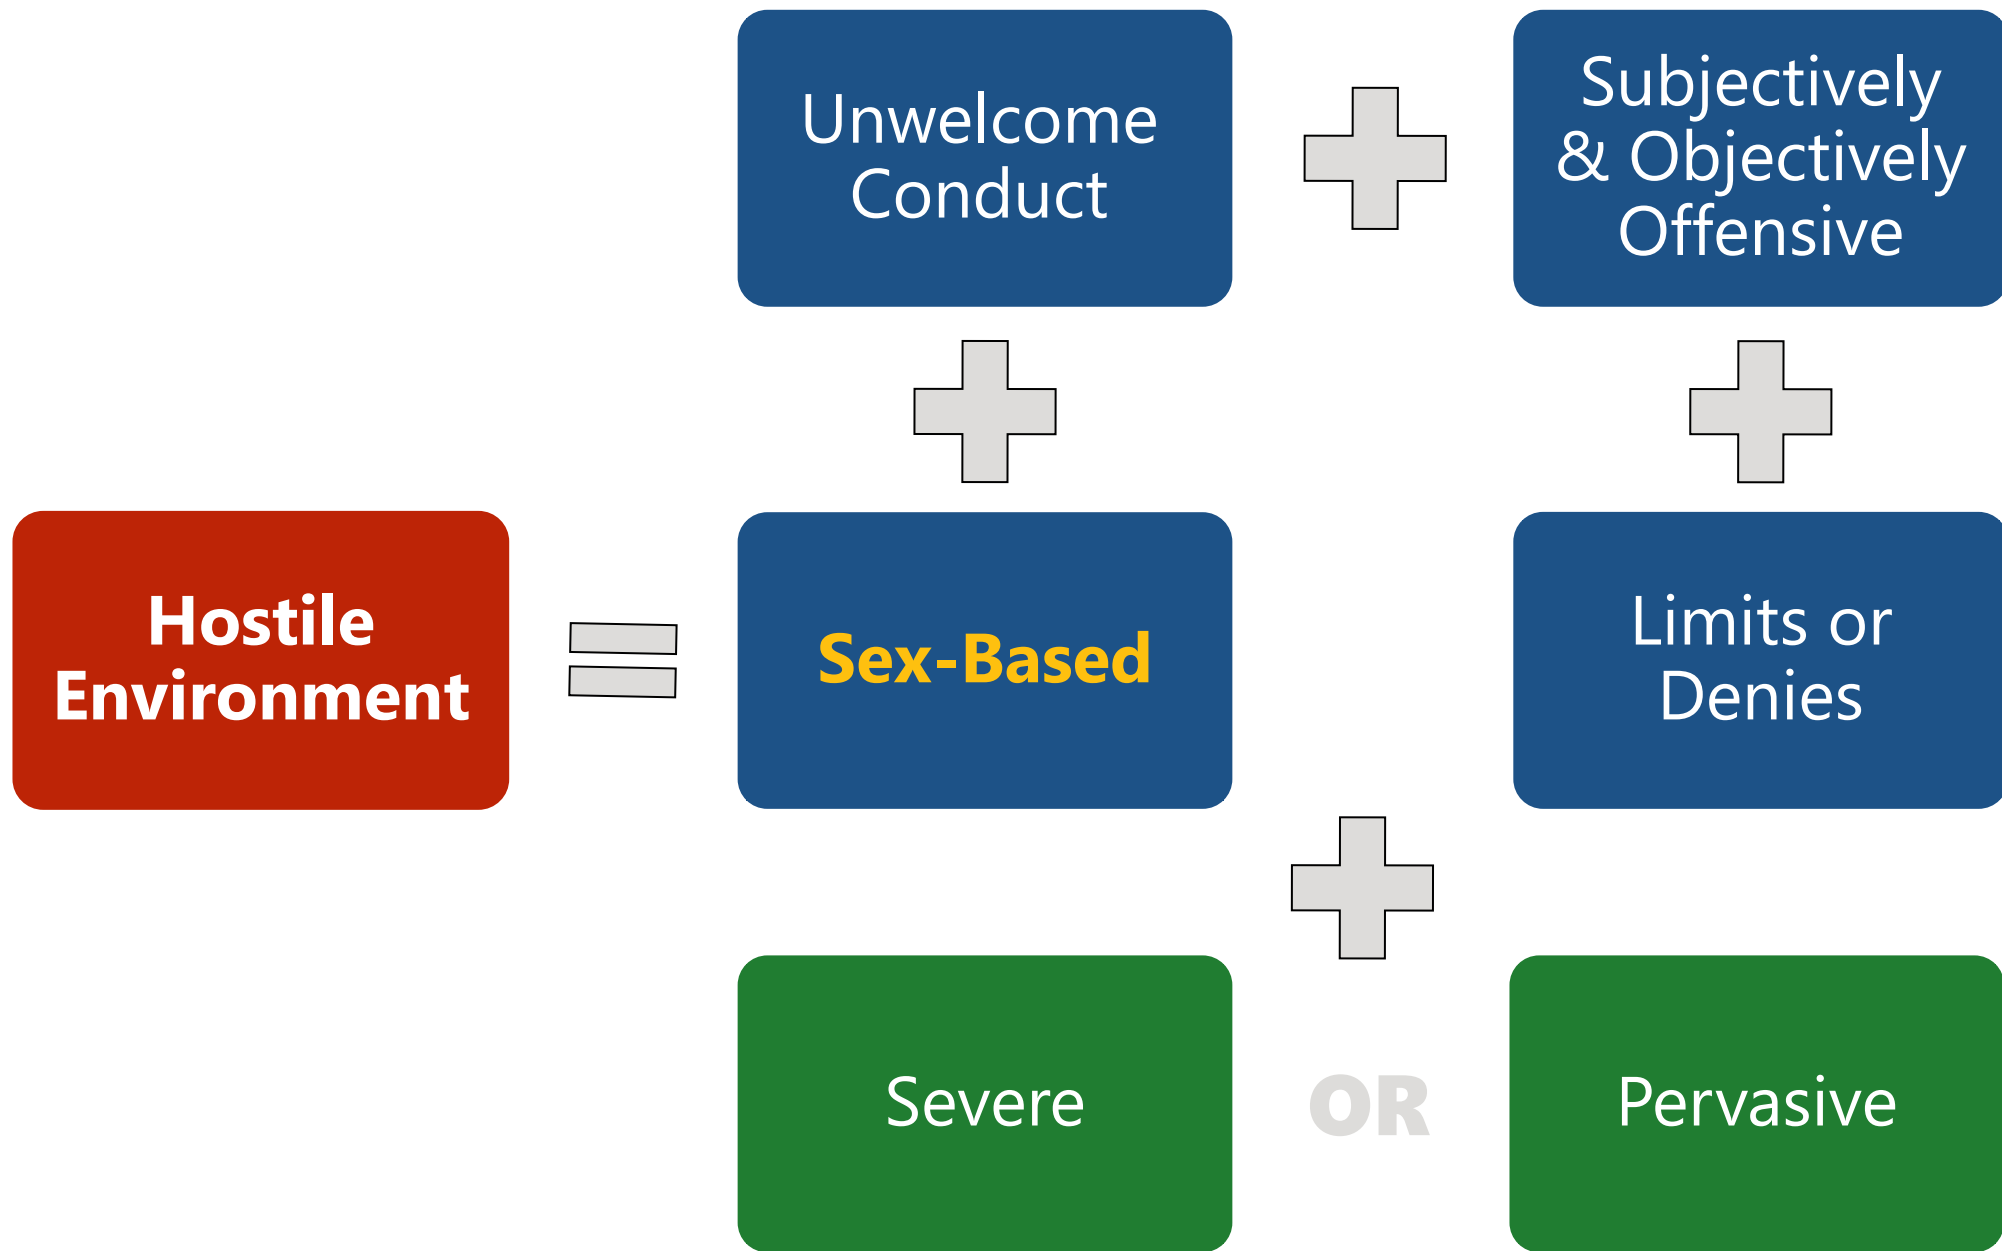 Unwelcome
Conduct
Subjectively
& Objectively
Offensive
Hostile
Environment
Sex-Based
Limits or
Denies
Severe
OR
Pervasive